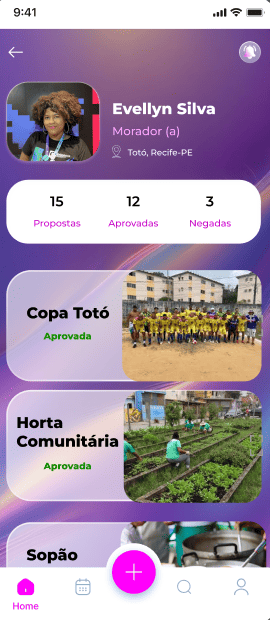 9:41
Evellyn Silva
Morador (a)
Totó, Recife-PE
15 12 3
Propostas Aprovadas Negadas
Copa Totó
Aprovada
Horta
Comunitária
Aprovada
Sopão
Home